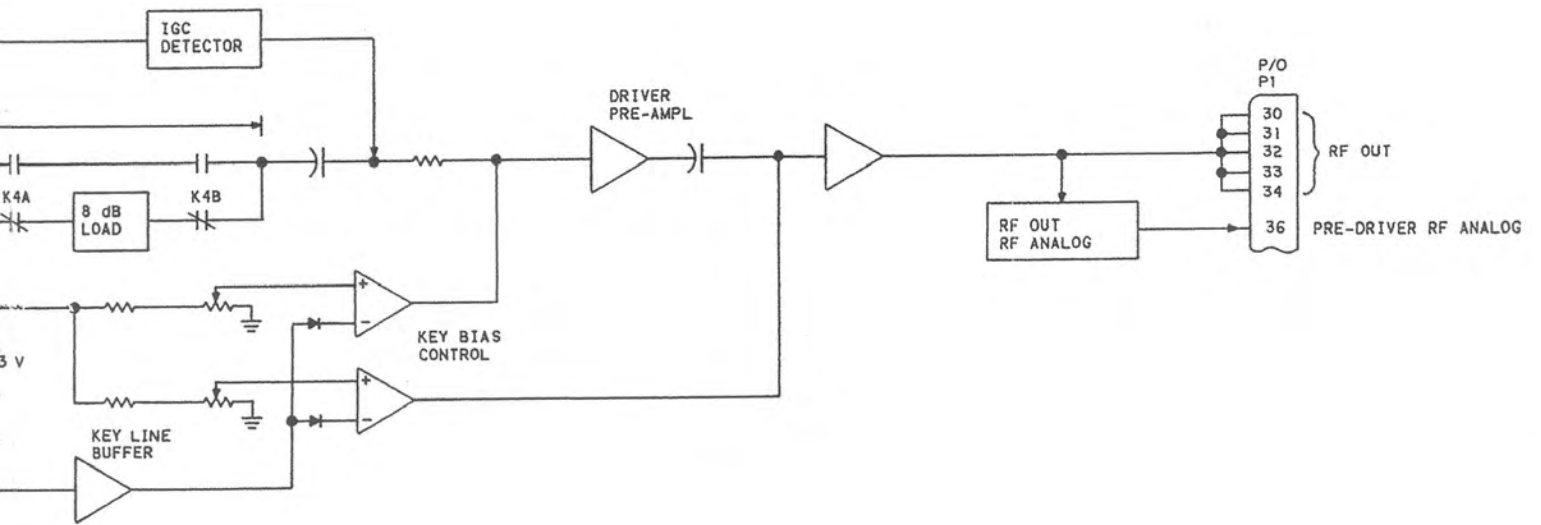 IGC
DETECTOR
P/O
P1
DRIVER
PRE-AMPL
30
31
32
33
34
RF OUT
K4A
8 dB
LOAD
K4B
RF OUT
RF ANALOG
36
PRE-DRIVER RF ANALOG
+
-
KEY BIAS
CONTROL
3 V
+
-
KEY LINE
BUFFER